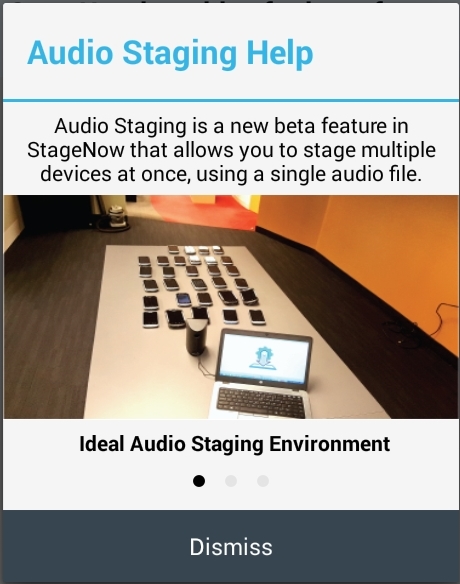 Audio Staging Help
Audio Staging is a new beta feature in
StageNow that allows you to stage multiple
devices at once, using a single audio file.
Ideal Audio Staging Environment
Dismiss